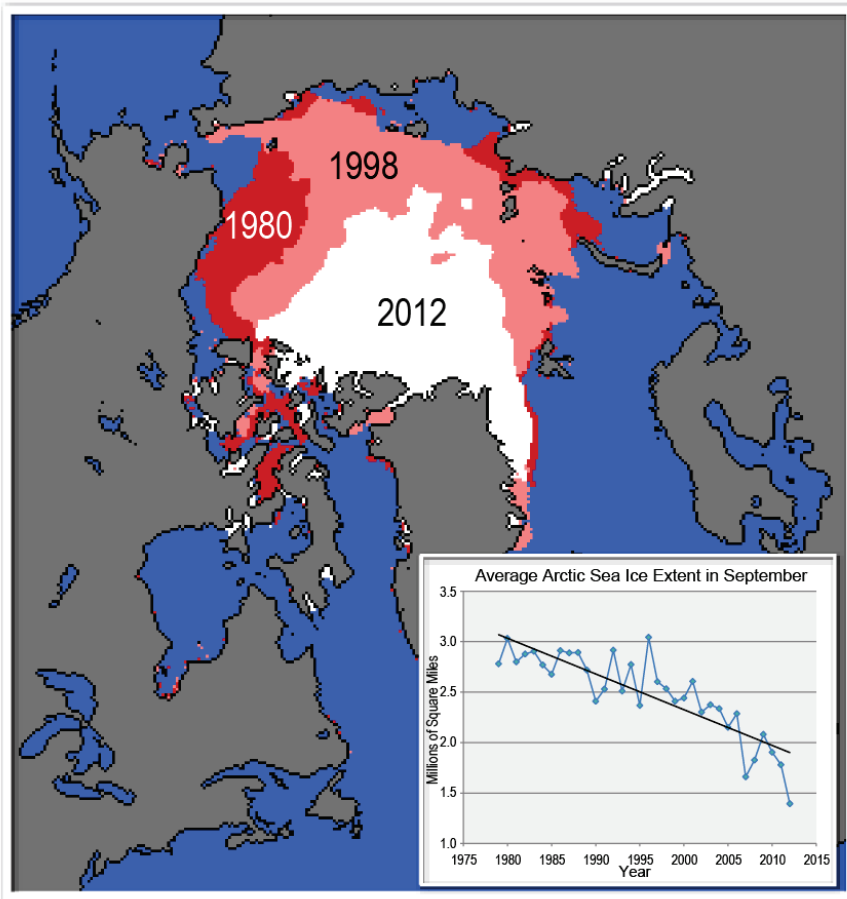 1998
1980
2012
Average Arctic Sea Ice Extent in September
Millions of Square Miles
3.5
3.0
2.5
2.0
1.5
1.0
1975 1980 1985 1990 1995 2000 2005 2010 2015
Year